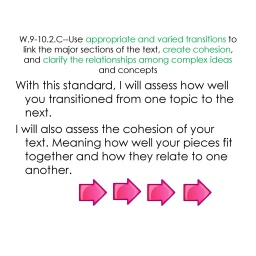 W.9-10.2.C--Use appropriate and varied transitions to
link the major sections of the text, create cohesion,
and clarify the relationships among complex ideas
and concepts
With this standard, I will assess how well
you transitioned from one topic to the
next.
I will also assess the cohesion of your
text. Meaning how well your pieces fit
together and how they relate to one
another.